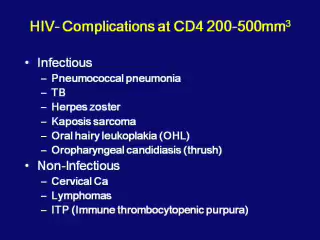 HIV- Complications at CD4 200-500mm³
• Infectious
– Pneumococcal pneumonia
– TB
– Herpes zoster
– Kaposis sarcoma
– Oral hairy leukoplakia (OHL)
– Oropharyngeal candidiasis (thrush)
• Non-Infectious
– Cervical Ca
– Lymphomas
– ITP (Immune thrombocytopenic purpura)